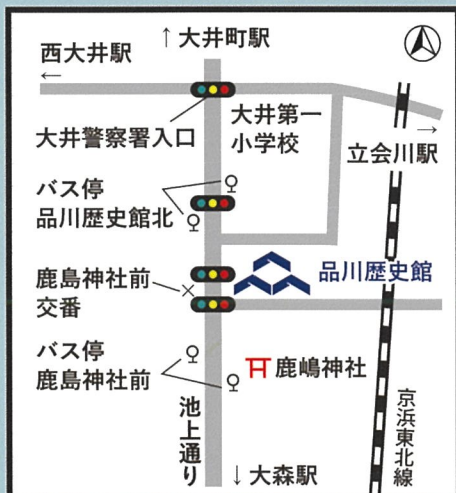 ↑大井町駅
西大井駅
←
大井警察署入口
大井第一
小学校
→
立会川駅
バス停
品川歴史館北
品川歴史館
鹿島神社前
交番
バス停
鹿島神社前
鹿嶋神社
池上通り
京浜東北線
↓大森駅